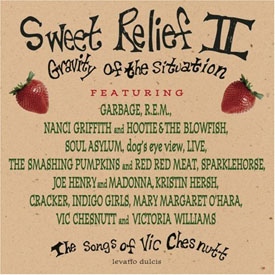 Sweet Relief II
Gravity of the Situation
FEATURING
GARBAGE, R.E.M.,
NANCI GRIFFITH and HOOTIE & THE BLOWFISH,
SOUL ASYLUM, dog's eye view, LIVE,
THE SMASHING PUMPKINS and RED RED MEAT, SPARKLEHORSE,
JOE HENRY and MADONNA, KRISTIN HERSH,
CRACKER, INDIGO GIRLS, MARY MARGARET O'HARA,
VIC CHESNUTT and VICTORIA WILLIAMS
The Songs of Vic Chesnutt
levatio dulcis